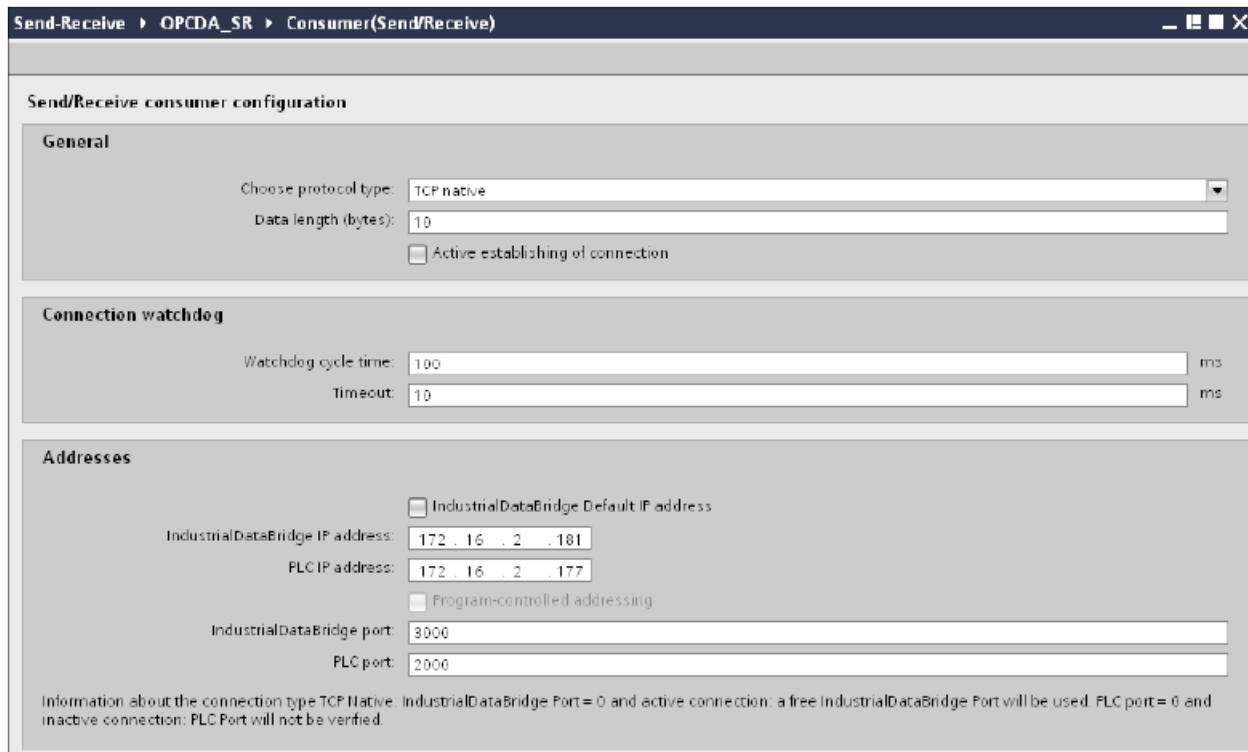 Send-Receive ▸ OPCDA_SR ▸ Consumer(Send/Receive)
Send/Receive consumer configuration
General
Choose protocol type: TCP native
Data length (bytes): 10
Active establishing of connection
Connection watchdog
Watchdog cycle time: 100 ms
Timeout: 10 ms
Addresses
IndustrialDataBridge Default IP address
IndustrialDataBridge IP address: 172 . 16 . 2 . 181
PLC IP address: 172 . 16 . 2 . 177
Program-controlled addressing
IndustrialDataBridge port: 3000
PLC port: 2000
Information about the connection type TCP Native: IndustrialDataBridge Port = 0 and active connection: a free IndustrialDataBridge Port will be used. PLC port = 0 and
inactive connection: PLC Port will not be verified.